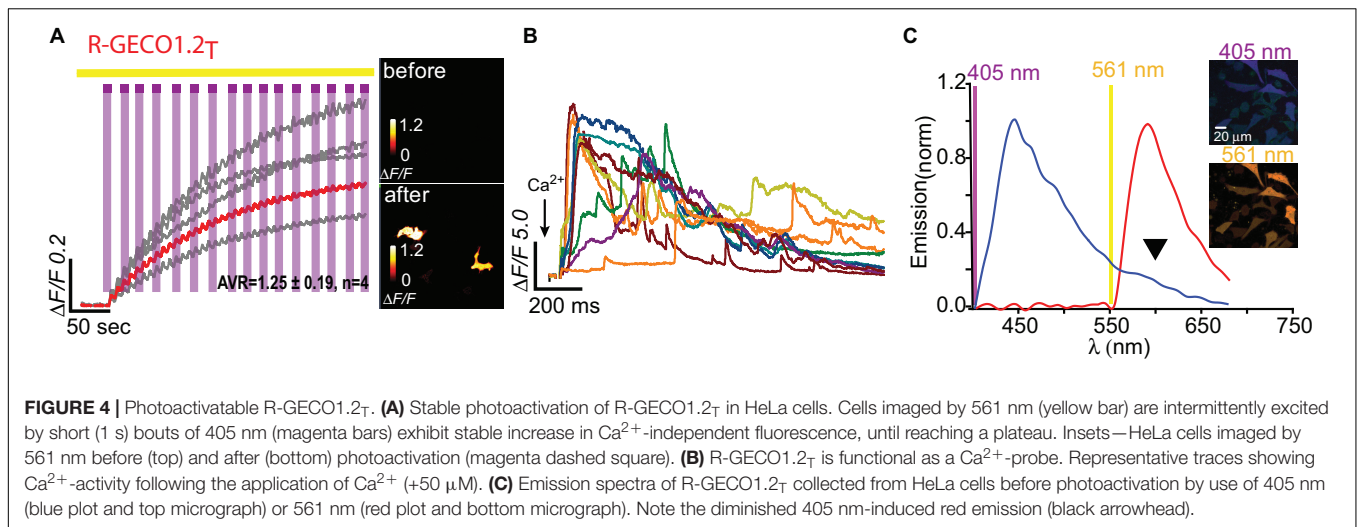 A
R-GECO1.2T
before
1.2
0
ΔF/F
after
1.2
0
ΔF/F
AVR=1.25 ± 0.19, n=4
ΔF/F 0.2
50 sec
B
Ca2+
ΔF/F 5.0
200 ms
C
405 nm
561 nm
405 nm
20 μm
561 nm
1.2
0.8
0.4
0.0
Emission(norm)
450
550
650
750
λ (nm)
FIGURE 4 | Photoactivatable R-GECO1.2T. (A) Stable photoactivation of R-GECO1.2T in HeLa cells. Cells imaged by 561 nm (yellow bar) are intermittently excited
by short (1 s) bouts of 405 nm (magenta bars) exhibit stable increase in Ca2+-independent fluorescence, until reaching a plateau. Insets—HeLa cells imaged by
561 nm before (top) and after (bottom) photoactivation (magenta dashed square). (B) R-GECO1.2T is functional as a Ca2+-probe. Representative traces showing
Ca2+-activity following the application of Ca2+ (+50 μM). (C) Emission spectra of R-GECO1.2T collected from HeLa cells before photoactivation by use of 405 nm
(blue plot and top micrograph) or 561 nm (red plot and bottom micrograph). Note the diminished 405 nm-induced red emission (black arrowhead).